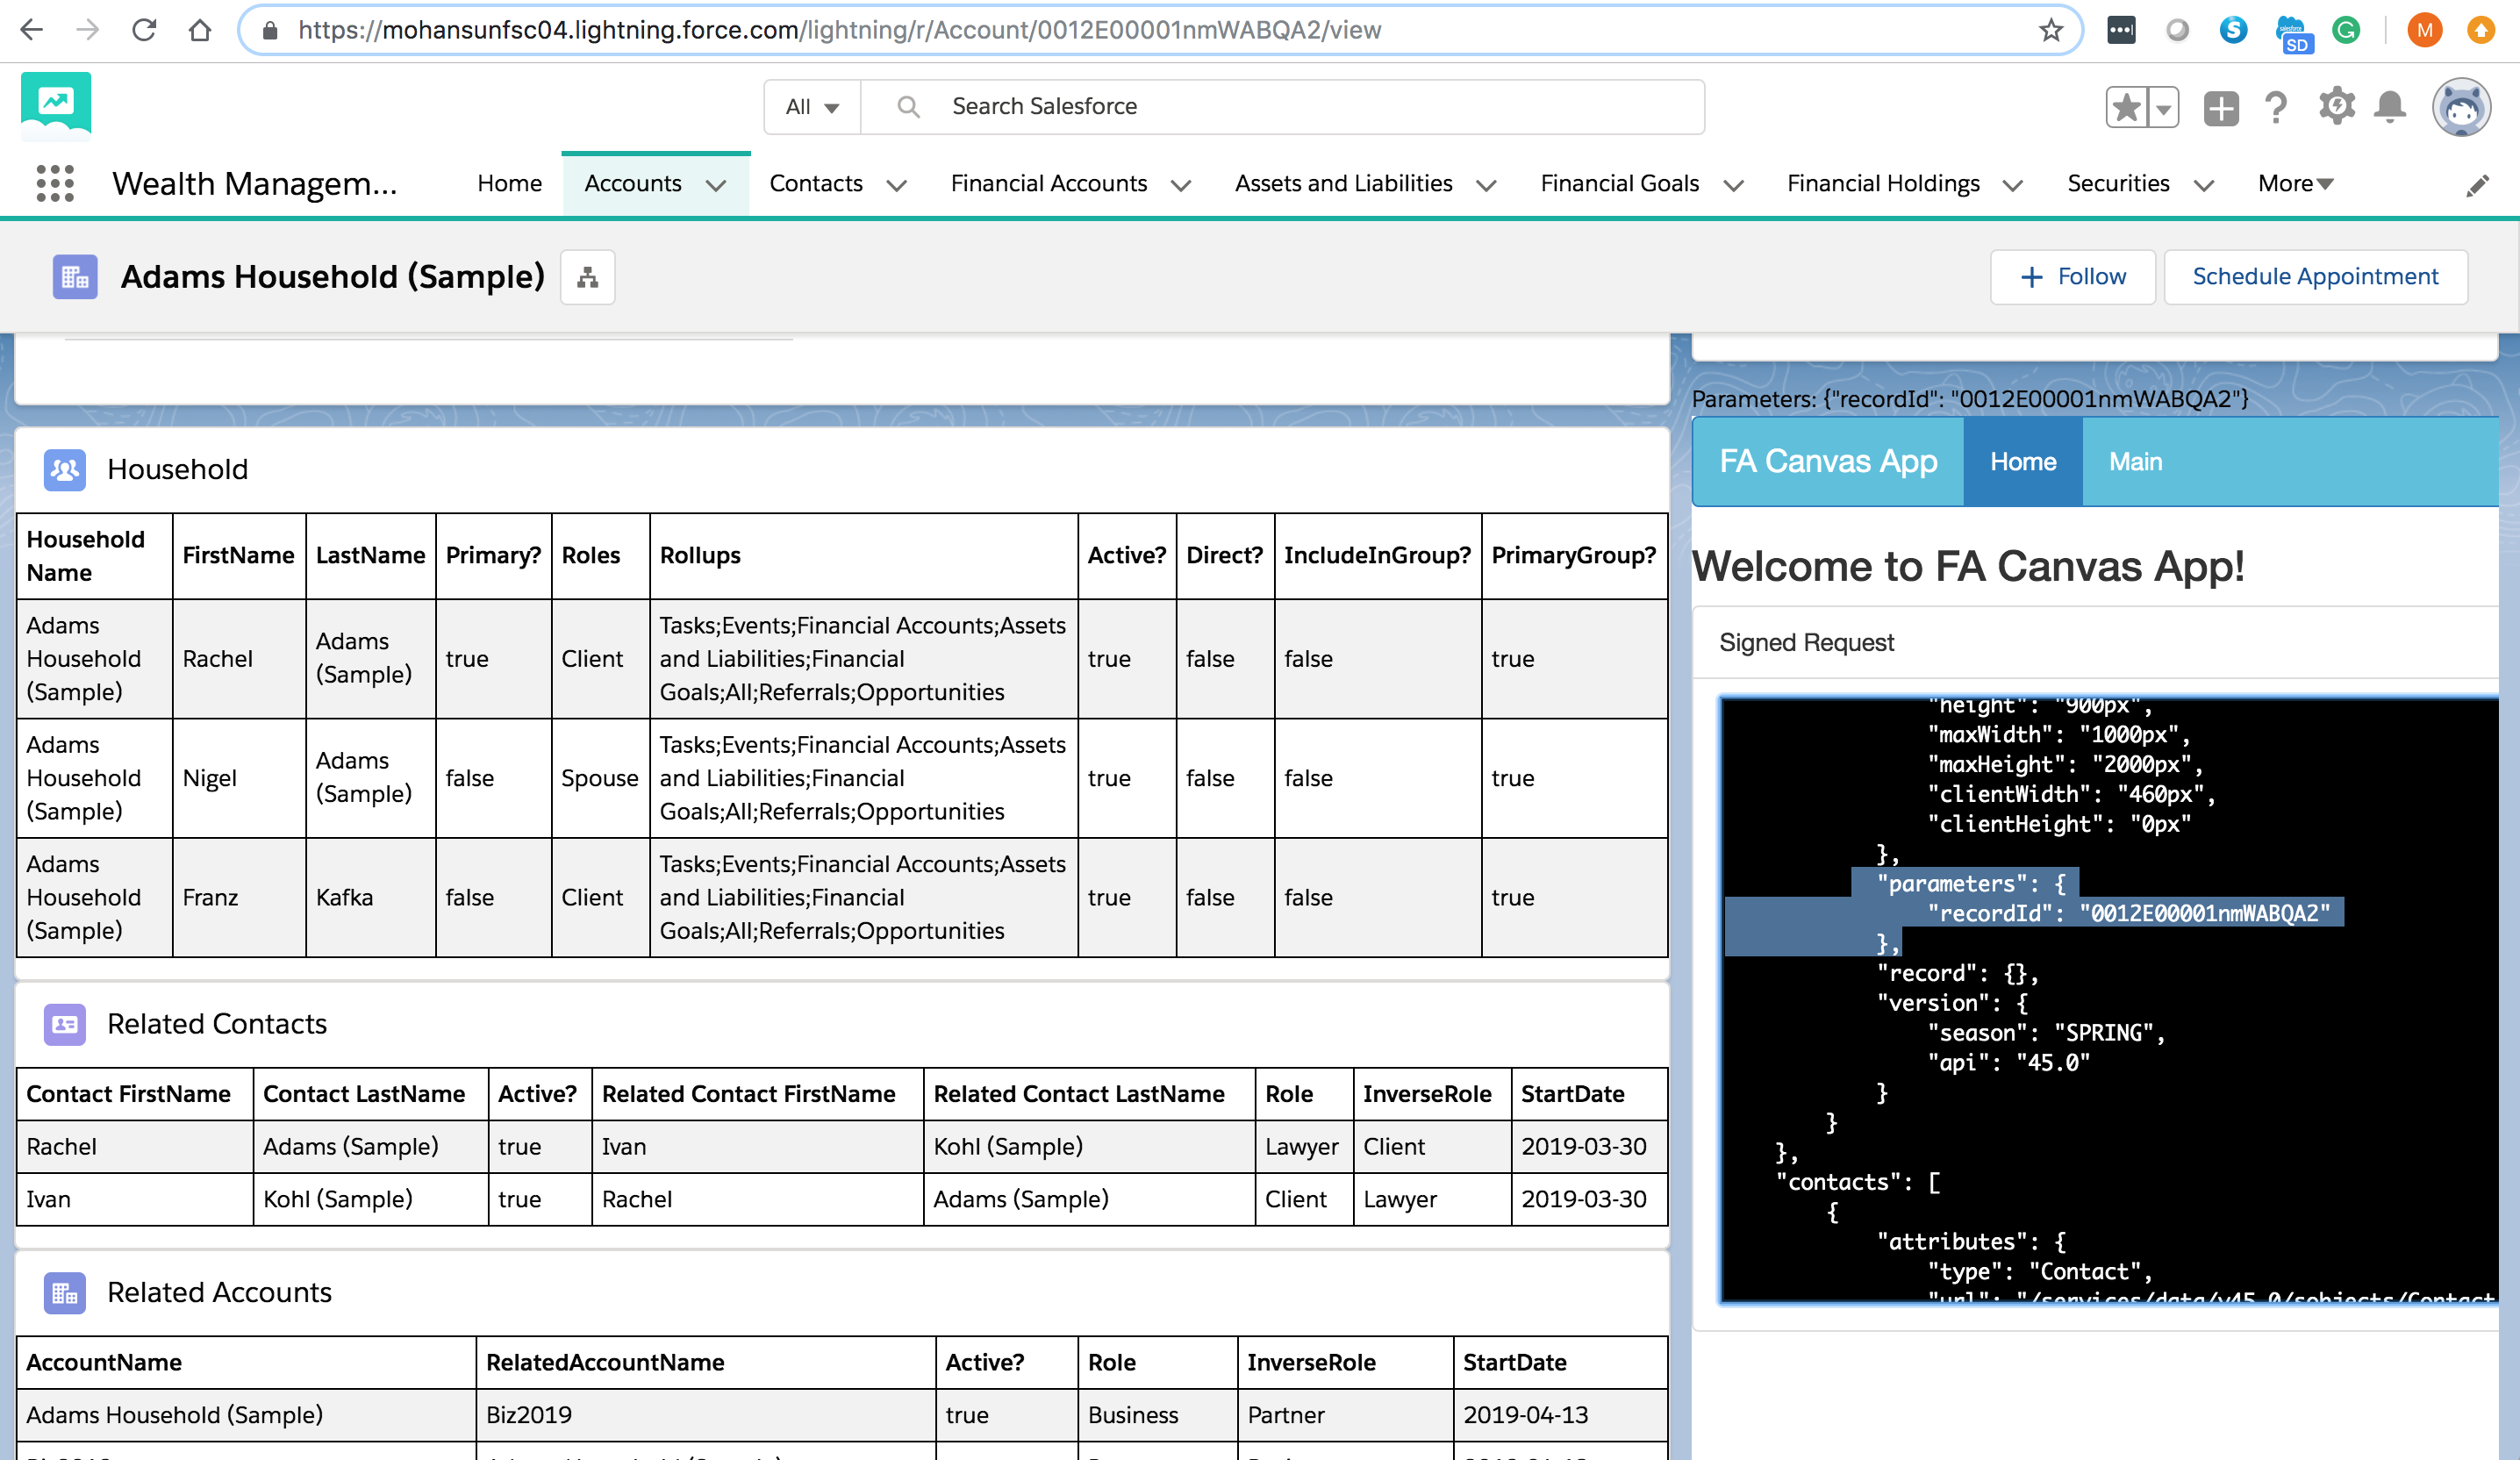 https://mohansunfsc04.lightning.force.com/lightning/r/Account/0012E00001nmWABQA2/view
SD
M
All
Search Salesforce
Wealth Managem...
Home
Accounts
Contacts
Financial Accounts
Assets and Liabilities
Financial Goals
Financial Holdings
Securities
More
Adams Household (Sample)
Follow
Schedule Appointment
Household
Household Name FirstName LastName Primary? Roles Rollups Active? Direct? IncludeInGroup? PrimaryGroup?
Adams Household (Sample) Rachel Adams (Sample) true Client Tasks;Events;Financial Accounts;Assets and Liabilities;Financial Goals;All;Referrals;Opportunities true false false true
Adams Household (Sample) Nigel Adams (Sample) false Spouse Tasks;Events;Financial Accounts;Assets and Liabilities;Financial Goals;All;Referrals;Opportunities true false false true
Adams Household (Sample) Franz Kafka false Client Tasks;Events;Financial Accounts;Assets and Liabilities;Financial Goals;All;Referrals;Opportunities true false false true
Related Contacts
Contact FirstName Contact LastName Active? Related Contact FirstName Related Contact LastName Role InverseRole StartDate
Rachel Adams (Sample) true Ivan Kohl (Sample) Lawyer Client 2019-03-30
Ivan Kohl (Sample) true Rachel Adams (Sample) Client Lawyer 2019-03-30
Related Accounts
AccountName RelatedAccountName Active? Role InverseRole StartDate
Adams Household (Sample) Biz2019 true Business Partner 2019-04-13
Parameters: {"recordId": "0012E00001nmWABQA2"}
FA Canvas App
Home
Main
Welcome to FA Canvas App!
Signed Request
"height": "900px",
"maxWidth": "1000px",
"maxHeight": "2000px",
"clientWidth": "460px",
"clientHeight": "0px"
},
"parameters": {
"recordId": "0012E00001nmWABQA2"
},
"record": {},
"version": {
"season": "SPRING",
"api": "45.0"
}
}
},
"contacts": [
{
"attributes": {
"type": "Contact",
"url": "/services/data/v45.0/sobjects/Contact